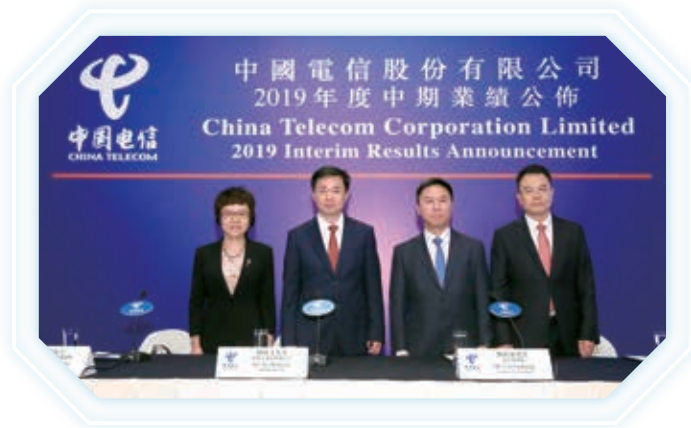 中国电信
CHINA TELECOM
中國電信股份有限公司
2019年度中期業績公佈
China Telecom Corporation Limited
2019 Interim Results Announcement